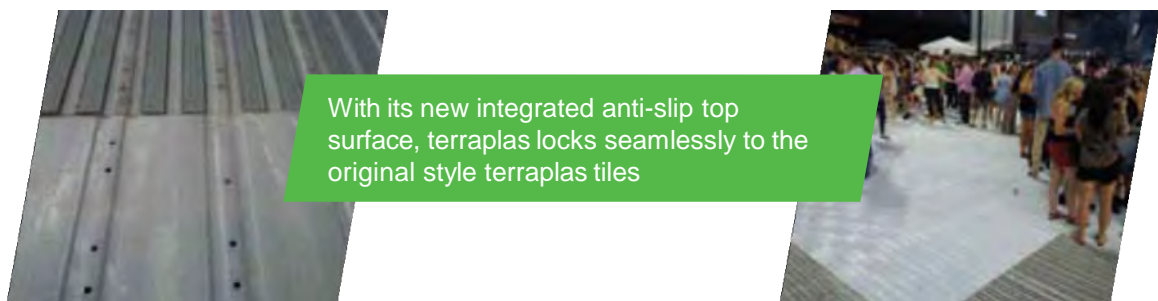 With its new integrated anti-slip top
surface, terraplas locks seamlessly to the
original style terraplas tiles